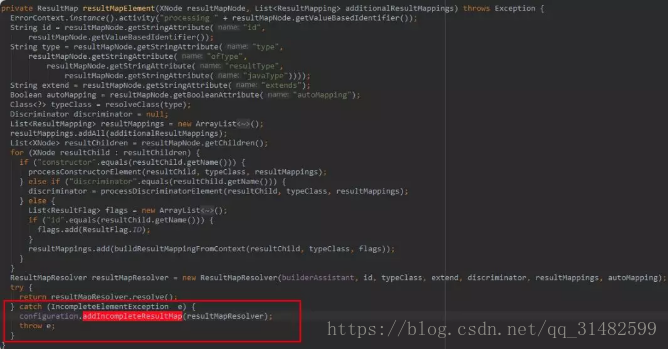 private ResultMap resultMapElement(XNode resultMapNode, List<ResultMapping> additionalResultMappings) throws Exception {
ErrorContext.instance().activity("processing " + resultMapNode.getValueBasedIdentifier());
String id = resultMapNode.getStringAttribute( name: "id",
resultMapNode.getValueBasedIdentifier());
String type = resultMapNode.getStringAttribute( name: "type",
resultMapNode.getStringAttribute( name: "ofType",
resultMapNode.getStringAttribute( name: "resultType",
resultMapNode.getStringAttribute( name: "javaType"))));
String extend = resultMapNode.getStringAttribute( name: "extends");
Boolean autoMapping = resultMapNode.getBooleanAttribute( name: "autoMapping");
Class<?> typeClass = resolveClass(type);
Discriminator discriminator = null;
List<ResultMapping> resultMappings = new ArrayList<~>();
resultMappings.addAll(additionalResultMappings);
List<XNode> resultChildren = resultMapNode.getChildren();
for (XNode resultChild : resultChildren) {
if ("constructor".equals(resultChild.getName())) {
processConstructorElement(resultChild, typeClass, resultMappings);
} else if ("discriminator".equals(resultChild.getName())) {
discriminator = processDiscriminatorElement(resultChild, typeClass, resultMappings);
} else {
List<ResultFlag> flags = new ArrayList<~>();
if ("id".equals(resultChild.getName())) {
flags.add(ResultFlag.ID);
}
resultMappings.add(buildResultMappingFromContext(resultChild, typeClass, flags));
}
}
ResultMapResolver resultMapResolver = new ResultMapResolver(builderAssistant, id, typeClass, extend, discriminator, resultMappings, autoMapping);
try {
return resultMapResolver.resolve();
} catch (IncompleteElementException e) {
configuration.addIncompleteResultMap(resultMapResolver);
throw e;
}
}
https://blog.csdn.net/qq_31482599